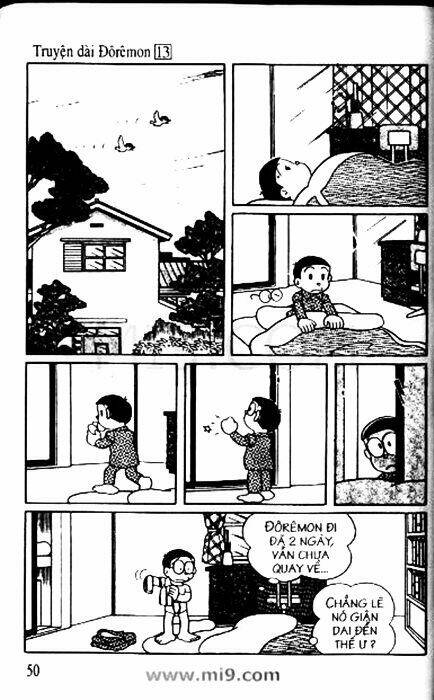 Truyện dài Đôrêmon 13
ĐÔRÊMON ĐI
ĐÃ 2 NGÀY,
VẪN CHƯA
QUAY VỀ...
CHẲNG LẼ
NÓ GIẬN
DAI ĐẾN
THẾ Ư?
50
www.mi9.com